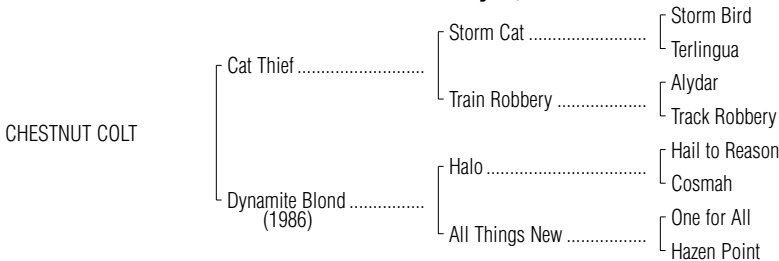 Storm Bird
Storm Cat ..........................
Terlingua
Cat Thief ...........................
Alydar
Train Robbery ....................
Track Robbery
CHESTNUT COLT
Hail to Reason
Halo ...................................
Cosmah
Dynamite Blond ................
(1986)
One for All
All Things New .................
Hazen Point